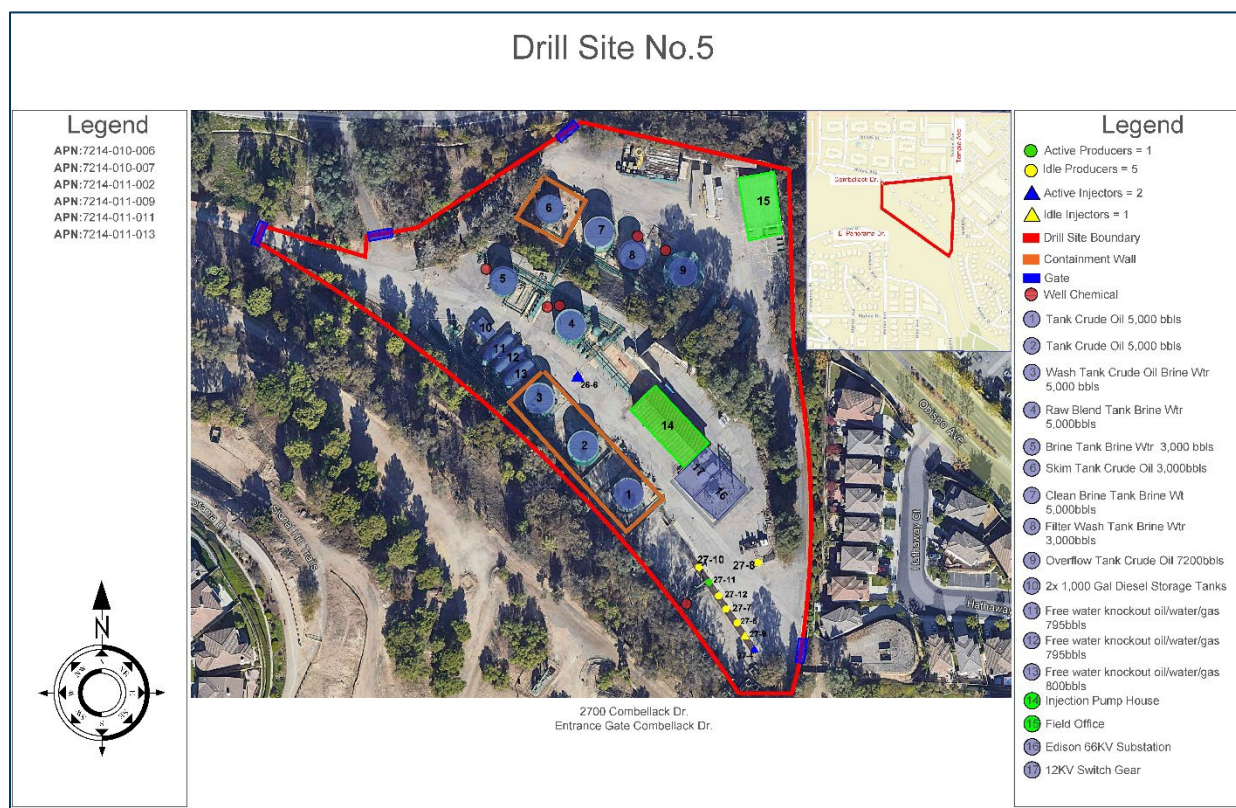 Drill Site No.5
Legend
APN:7214-010-006
APN:7214-010-007
APN:7214-011-002
APN:7214-011-009
APN:7214-011-011
APN:7214-011-013
N
15
6
7
8
9
5
4
10
11
12
13
26-6
3
2
14
1
17
16
27-10
27-8
27-11
27-12
27-7
Combellack Dr.
Temple Ave
E. Panorama Dr.
Obispo Ave
Hathaway Ct
2700 Combellack Dr.
Entrance Gate Combellack Dr.
Legend
Active Producers = 1
Idle Producers = 5
Active Injectors = 2
Idle Injectors = 1
Drill Site Boundary
Containment Wall
Gate
Well Chemical
1 Tank Crude Oil 5,000 bbls
2 Tank Crude Oil 5,000 bbls
3 Wash Tank Crude Oil Brine Wtr
5,000 bbls
4 Raw Blend Tank Brine Wtr
5,000bbls
5 Brine Tank Brine Wtr 3,000 bbls
6 Skim Tank Crude Oil 3,000bbls
7 Clean Brine Tank Brine Wt
5,000bbls
8 Filter Wash Tank Brine Wtr
3,000bbls
9 Overflow Tank Crude Oil 7200bbls
10 2x 1,000 Gal Diesel Storage Tanks
11 Free water knockout oil/water/gas
795bbls
12 Free water knockout oil/water/gas
795bbls
13 Free water knockout oil/water/gas
800bbls
14 Injection Pump House
15 Field Office
16 Edison 66KV Substation
17 12KV Switch Gear